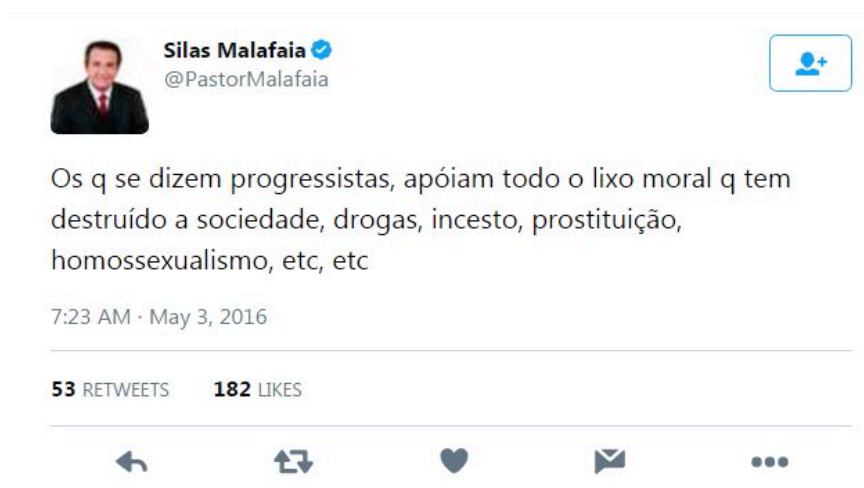 Silas Malafaia
@PastorMalafaia
Os q se dizem progressistas, apóiam todo o lixo moral q tem
destruído a sociedade, drogas, incesto, prostituição,
homossexualismo, etc, etc
7:23 AM · May 3, 2016
53 RETWEETS 182 LIKES